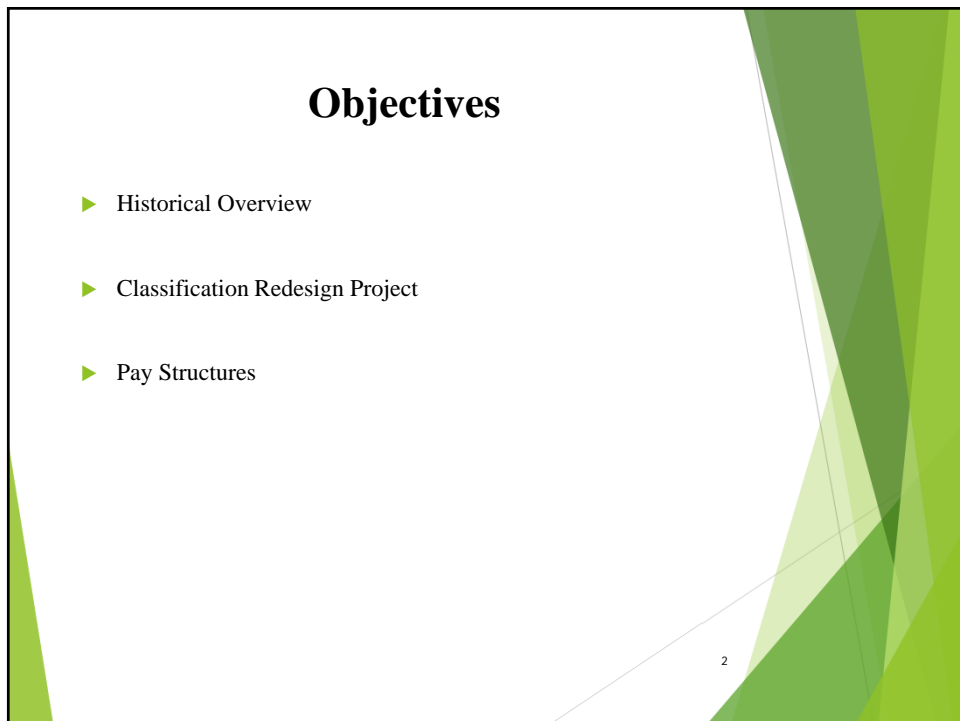 Objectives
Historical Overview
Classification Redesign Project
Pay Structures
2